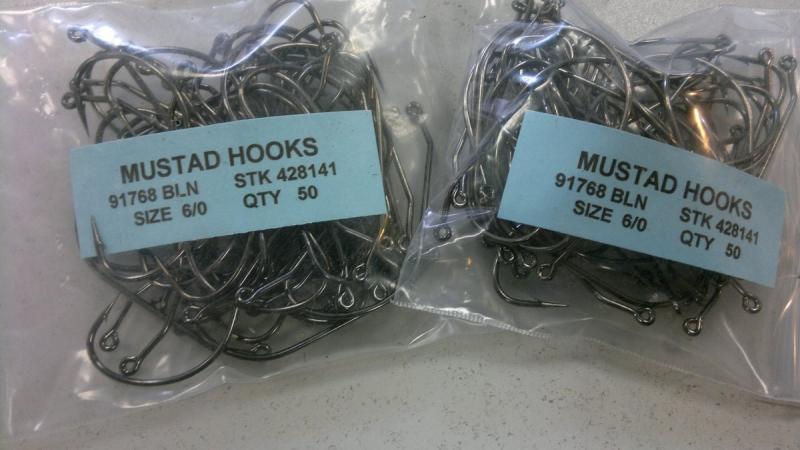 MUSTAD HOOKS
91768 BLN STK 428141
SIZE 6/0 QTY 50
MUSTAD HOOKS
91768 BLN STK 428141
SIZE 6/0 QTY 50